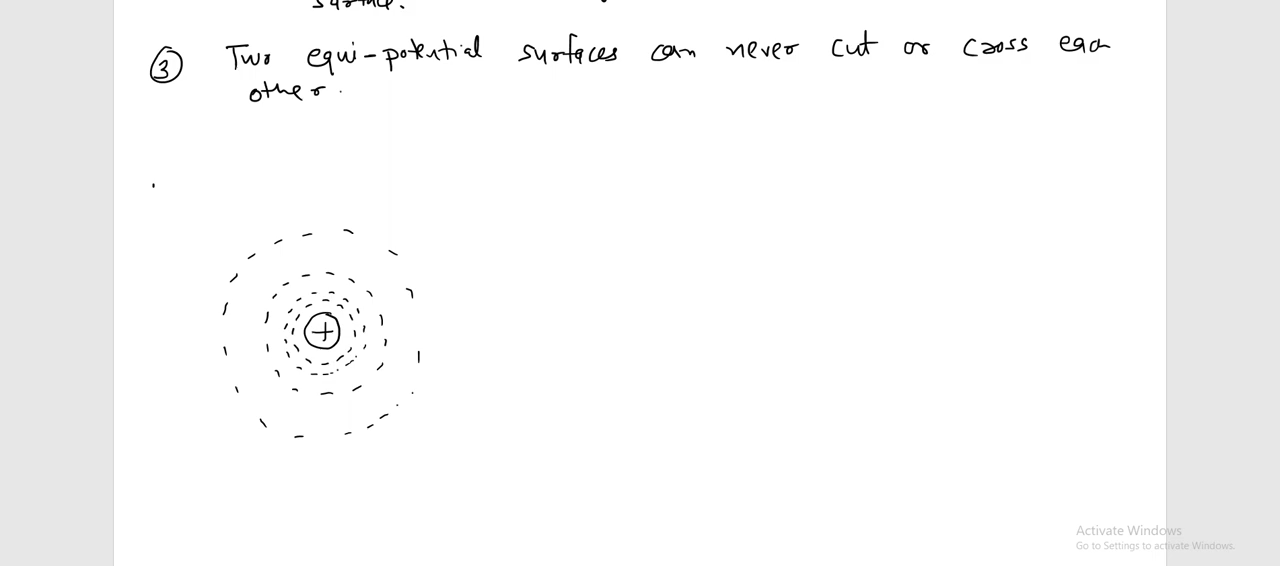 surface.
③ Two equi-potential surfaces can never cut or cross each
other.
+
Activate Windows
Go to Settings to activate Windows.